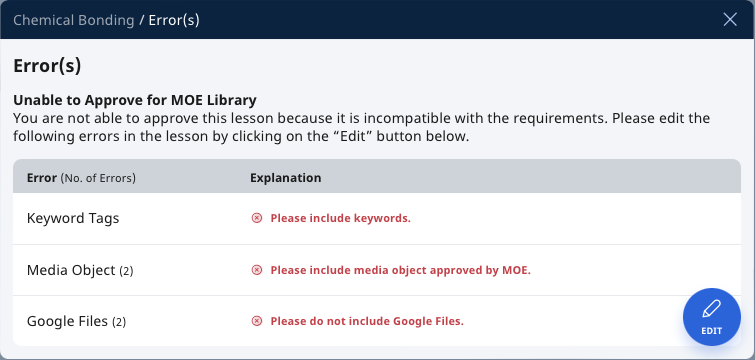 Chemical Bonding / Error(s)
Error(s)
Unable to Approve for MOE Library
You are not able to approve this lesson because it is incompatible with the requirements. Please edit the
following errors in the lesson by clicking on the “Edit” button below.
Error (No. of Errors) Explanation
Keyword Tags Please include keywords.
Media Object (2) Please include media object approved by MOE.
Google Files (2) Please do not include Google Files.
EDIT